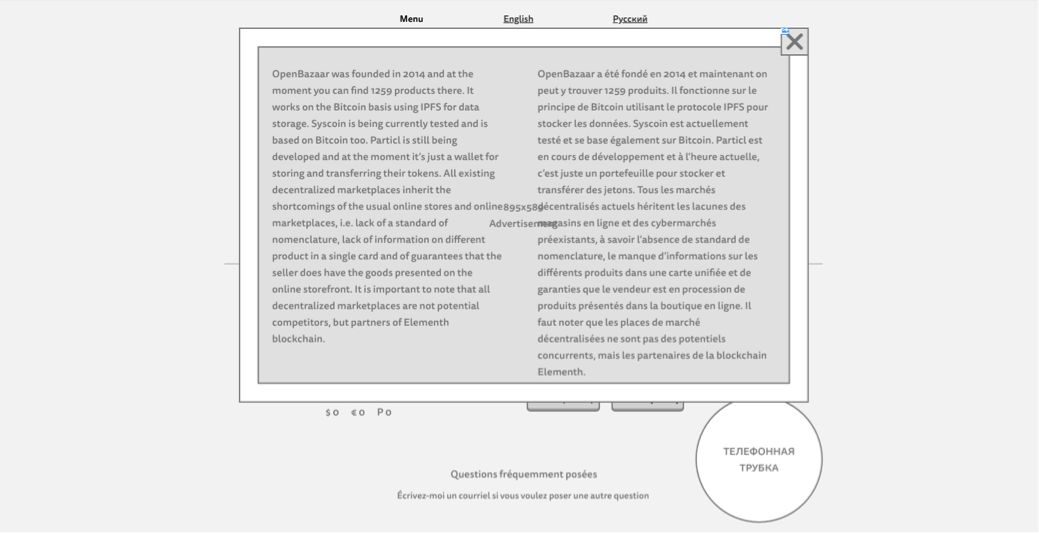 Menu
English
Русский
OpenBazaar was founded in 2014 and at the
moment you can find 1259 products there. It
works on the Bitcoin basis using IPFS for data
storage. Syscoin is being currently tested and is
based on Bitcoin too. Particl is still being
developed and at the moment it's just a wallet for
storing and transferring their tokens. All existing
decentralized marketplaces inherit the
shortcomings of the usual online stores and online
marketplaces, i.e. lack of a standard of
nomenclature, lack of information on different
product in a single card and of guarantees that the
seller does have the goods presented on the
online storefront. It is important to note that all
decentralized marketplaces are not potential
competitors, but partners of Elementh
blockchain.
Advertisement
OpenBazaar a été fondé en 2014 et maintenant on
peut y trouver 1259 produits. Il fonctionne sur le
principe de Bitcoin utilisant le protocole IPFS pour
stocker les données. Syscoin est actuellement
testé et se base également sur Bitcoin. Particl est
en cours de développement et à l'heure actuelle,
c'est juste un portefeuille pour stocker et
transférer des jetons. Tous les marchés
décentralisés actuels héritent les lacunes des
magasins en ligne et des cybermarchés
préexistants, à savoir l'absence de standard de
nomenclature, le manque d'informations sur les
différents produits dans une carte unifiée et de
garanties que le vendeur est en procession de
produits présentés dans la boutique en ligne. Il
faut noter que les places de marché
décentralisées ne sont pas des potentiels
concurrents, mais les partenaires de la blockchain
Elementh.
$0 €0 ₽0
ТЕЛЕФОННАЯ
ТРУБКА
Questions fréquemment posées
Écrivez-moi un courriel si vous voulez poser une autre question